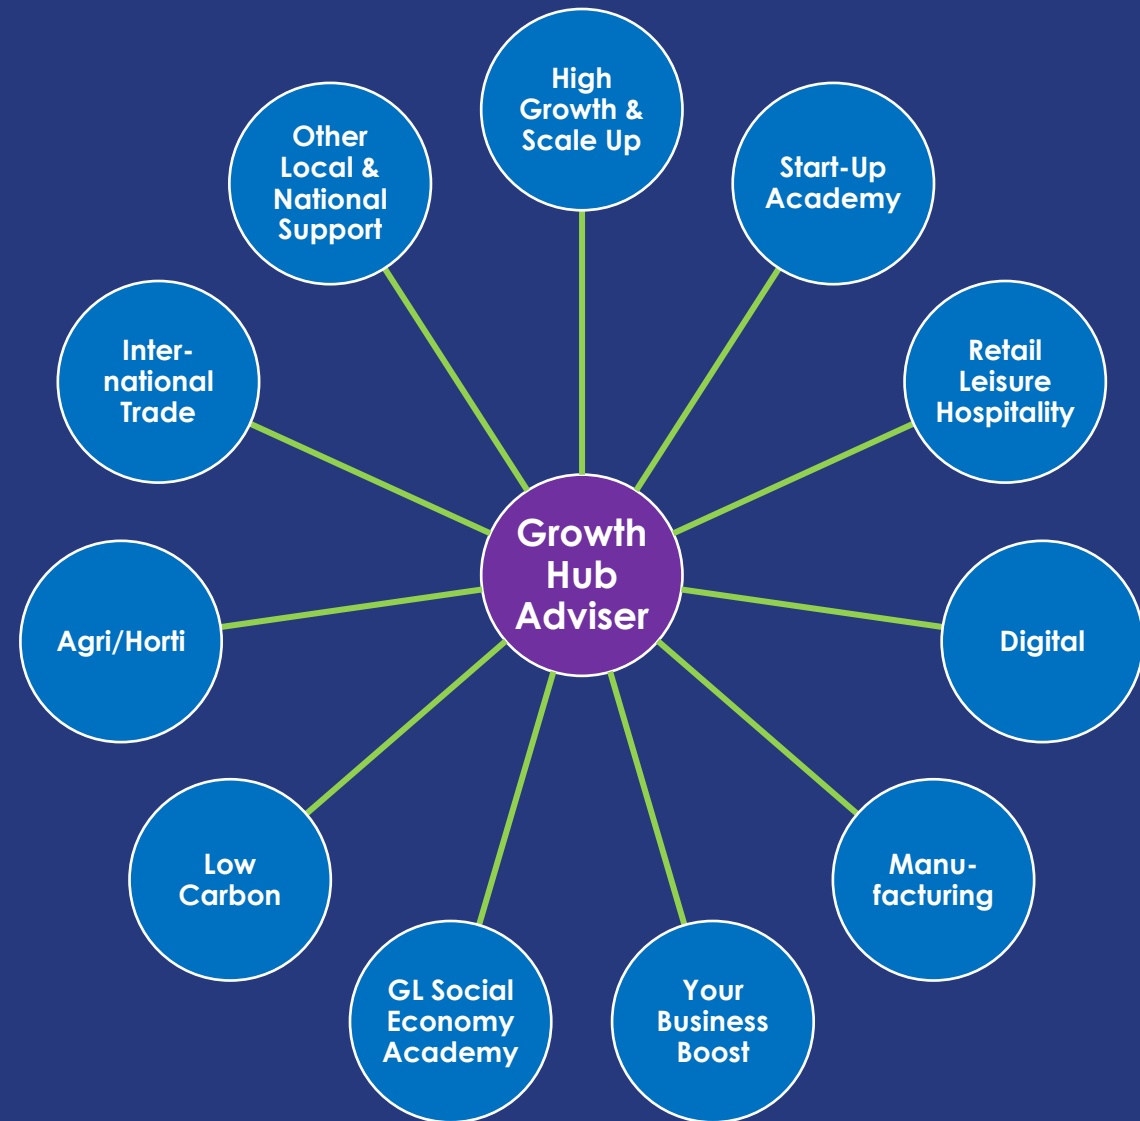 High
Growth &
Scale Up
Start-Up
Academy
Retail
Leisure
Hospitality
Digital
Manu-
facturing
Your
Business
Boost
GL Social
Economy
Academy
Low
Carbon
Agri/Horti
Inter-
national
Trade
Other
Local &
National
Support
Growth
Hub
Adviser